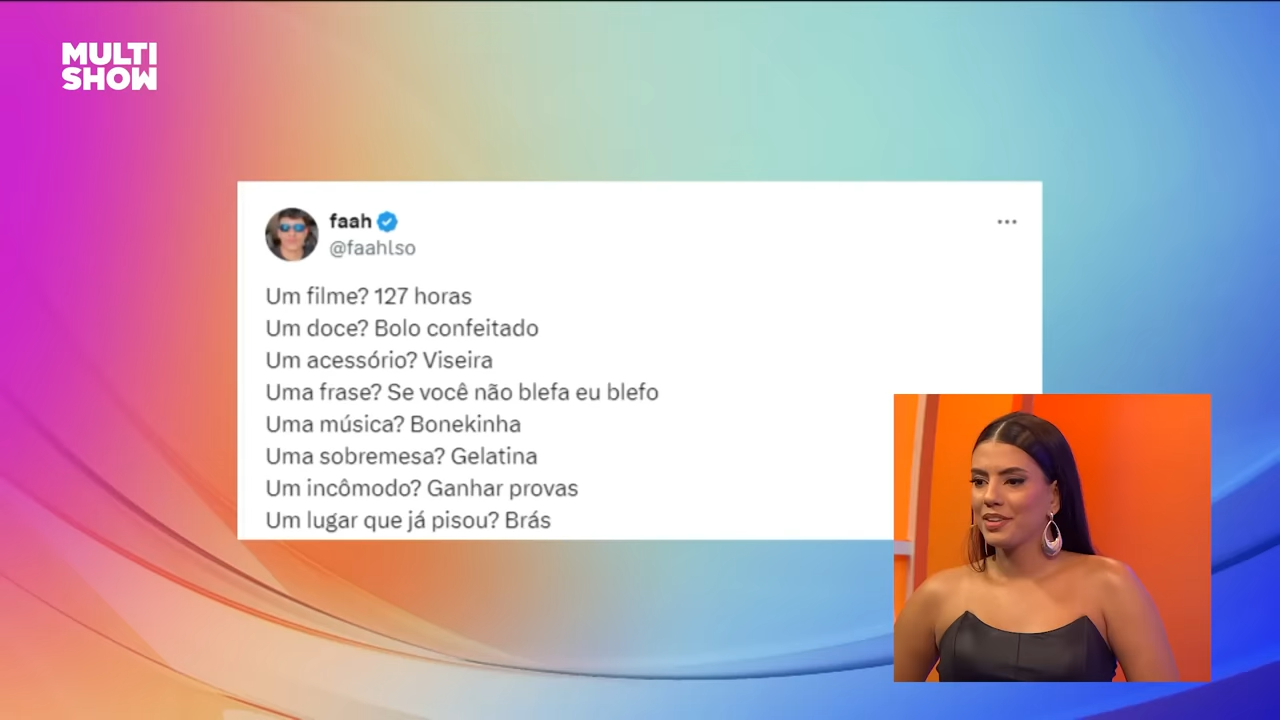 MULTI
SHOW
faah
@faahlso
Um filme? 127 horas
Um doce? Bolo confeitado
Um acessório? Viseira
Uma frase? Se você não blefa eu blefo
Uma música? Bonekinha
Uma sobremesa? Gelatina
Um incômodo? Ganhar provas
Um lugar que já pisou? Brás